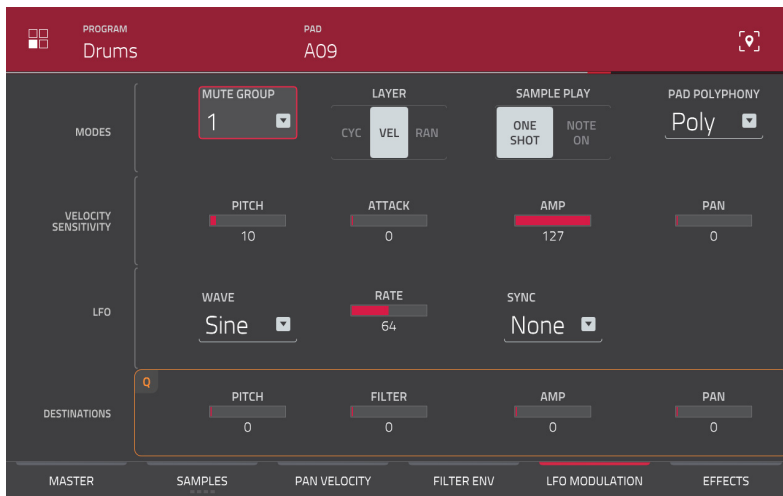 PROGRAM
Drums
PAD
A09
MODES
MUTE GROUP
1
LAYER
CYC VEL RAN
SAMPLE PLAY
ONE SHOT
NOTE ON
PAD POLYPHONY
Poly
VELOCITY
SENSITIVITY
PITCH
10
ATTACK
0
AMP
127
PAN
0
LFO
WAVE
Sine
RATE
64
SYNC
None
Q
DESTINATIONS
PITCH
0
FILTER
0
AMP
0
PAN
0
MASTER SAMPLES PAN VELOCITY FILTER ENV LFO MODULATION EFFECTS